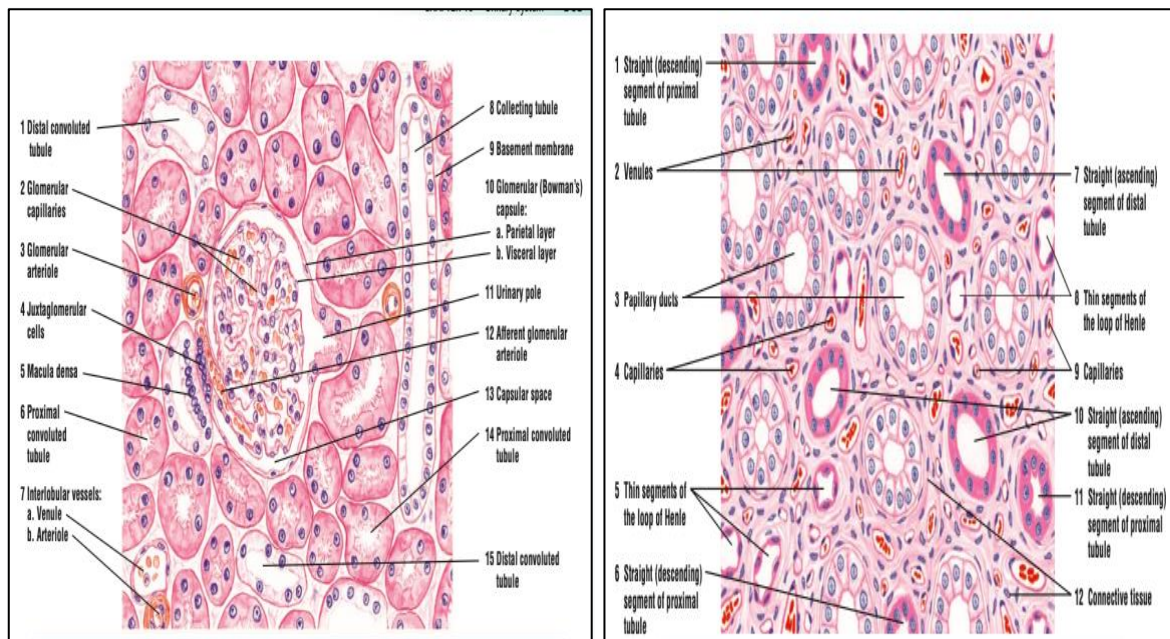 1 Distal convoluted
tubule
2 Glomerular
capillaries
3 Glomerular
arteriole
4 Juxtaglomerular
cells
5 Macula densa
6 Proximal
convoluted
tubule
7 Interlobular vessels:
a. Venule
b. Arteriole
8 Collecting tubule
9 Basement membrane
10 Glomerular (Bowman's)
capsule:
a. Parietal layer
b. Visceral layer
11 Urinary pole
12 Afferent glomerular
arteriole
13 Capsular space
14 Proximal convoluted
tubule
15 Distal convoluted
tubule
1 Straight (descending)
segment of proximal
tubule
2 Venules
3 Papillary ducts
4 Capillaries
5 Thin segments of
the loop of Henle
6 Straight (descending)
segment of proximal
tubule
7 Straight (ascending)
segment of distal
tubule
8 Thin segments of
the loop of Henle
9 Capillaries
10 Straight (ascending)
segment of distal
tubule
11 Straight (descending)
segment of proximal
tubule
12 Connective tissue